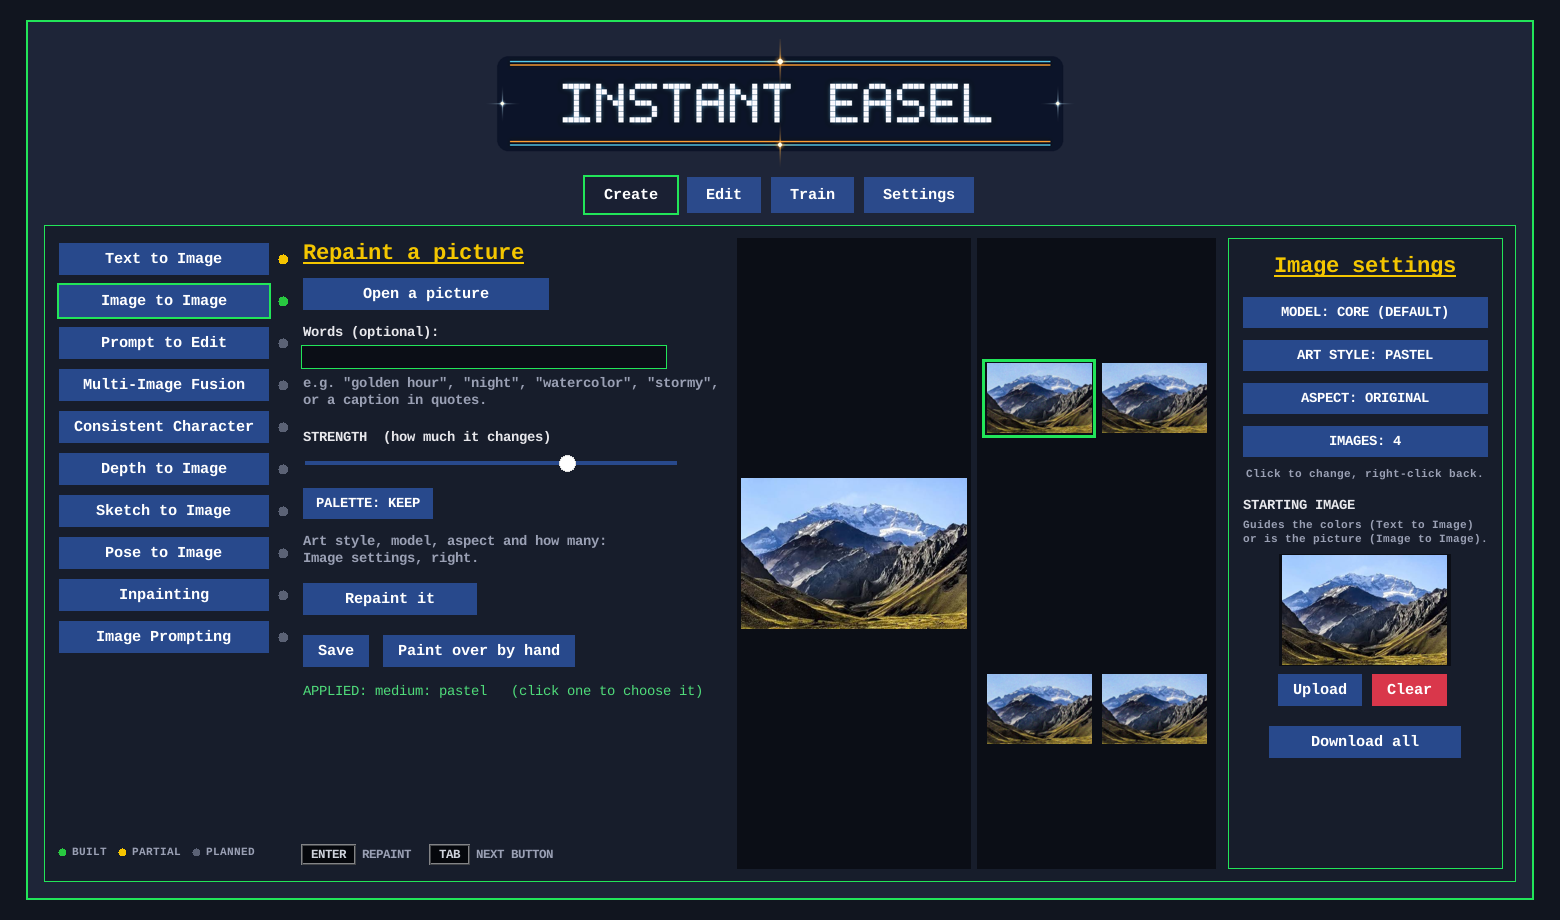 INSTANT EASEL
Create
Edit
Train
Settings
Text to Image
Image to Image
Prompt to Edit
Multi-Image Fusion
Consistent Character
Depth to Image
Sketch to Image
Pose to Image
Inpainting
Image Prompting
BUILT
PARTIAL
PLANNED
Repaint a picture
Open a picture
Words (optional):
e.g. "golden hour", "night", "watercolor", "stormy",
or a caption in quotes.
STRENGTH (how much it changes)
PALETTE: KEEP
Art style, model, aspect and how many:
Image settings, right.
Repaint it
Save
Paint over by hand
APPLIED: medium: pastel (click one to choose it)
ENTER REPAINT
TAB NEXT BUTTON
Image settings
MODEL: CORE (DEFAULT)
ART STYLE: PASTEL
ASPECT: ORIGINAL
IMAGES: 4
Click to change, right-click back.
STARTING IMAGE
Guides the colors (Text to Image)
or is the picture (Image to Image).
Upload
Clear
Download all